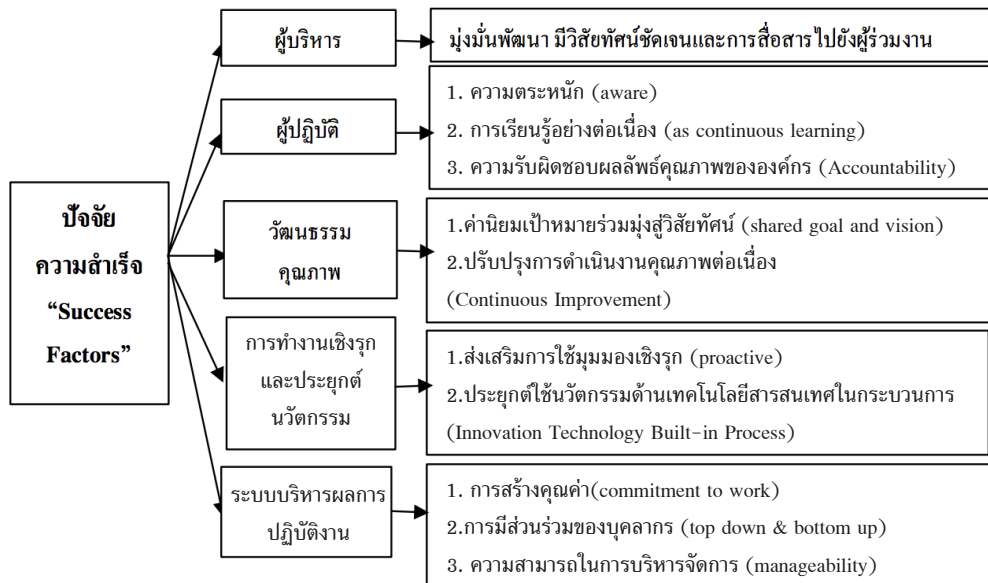 ปัจจัย
ความสำเร็จ
“Success
Factors”
ผู้บริหาร
มุ่งมั่นพัฒนา มีวิสัยทัศน์ชัดเจนและการสื่อสารไปยังผู้ร่วมงาน
ผู้ปฏิบัติ
1. ความตระหนัก (aware)
2. การเรียนรู้อย่างต่อเนื่อง (as continuous learning)
3. ความรับผิดชอบผลลัพธ์คุณภาพขององค์กร (Accountability)
วัฒนธรรม
คุณภาพ
1.ค่านิยมเป้าหมายร่วมมุ่งสู่วิสัยทัศน์ (shared goal and vision)
2.ปรับปรุงการดำเนินงานคุณภาพต่อเนื่อง
(Continuous Improvement)
การทำงานเชิงรุก
และประยุกต์
นวัตกรรม
1.ส่งเสริมการใช้มุมมองเชิงรุก (proactive)
2.ประยุกต์ใช้นวัตกรรมด้านเทคโนโลยีสารสนเทศในกระบวนการ
(Innovation Technology Built-in Process)
ระบบบริหารผลการ
ปฏิบัติงาน
1. การสร้างคุณค่า(commitment to work)
2.การมีส่วนร่วมของบุคลากร (top down & bottom up)
3. ความสามารถในการบริหารจัดการ (manageability)